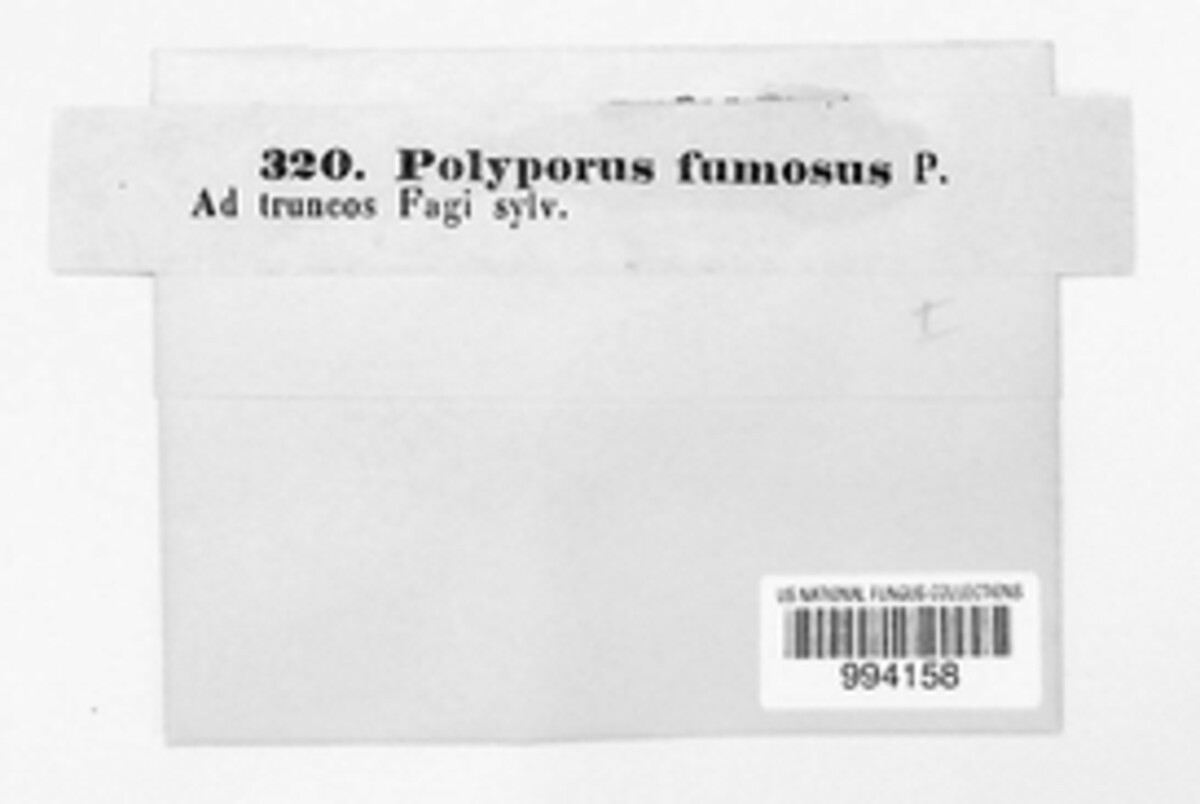 320. Polyporus fumosus P.
Ad truncos Fagi sylv.
US NATIONAL FUNGUS COLLECTIONS
994158